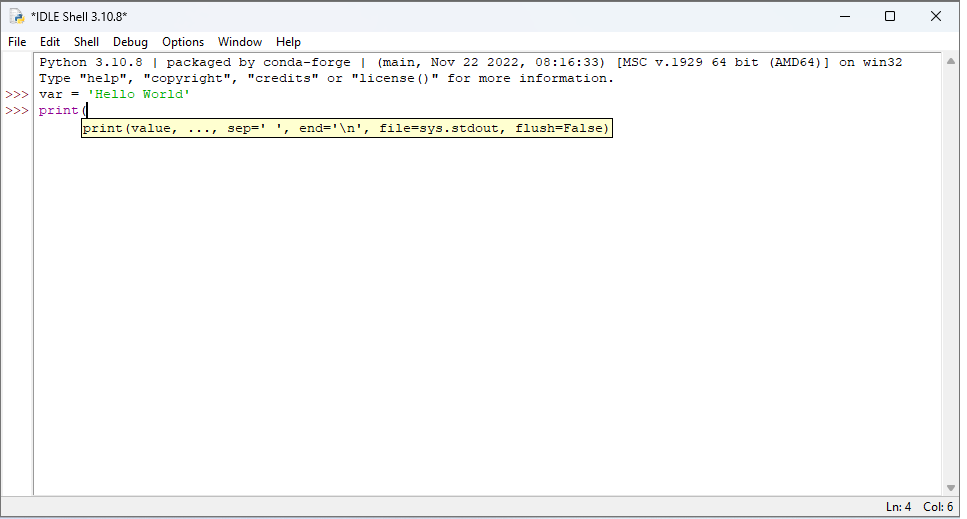 *IDLE Shell 3.10.8*
File Edit Shell Debug Options Window Help
Python 3.10.8 | packaged by conda-forge | (main, Nov 22 2022, 08:16:33) [MSC v.1929 64 bit (AMD64)] on win32
Type "help", "copyright", "credits" or "license()" for more information.
>>> var = 'Hello World'
>>> print(
print(value, ..., sep=' ', end='\n', file=sys.stdout, flush=False)
Ln: 4 Col: 6